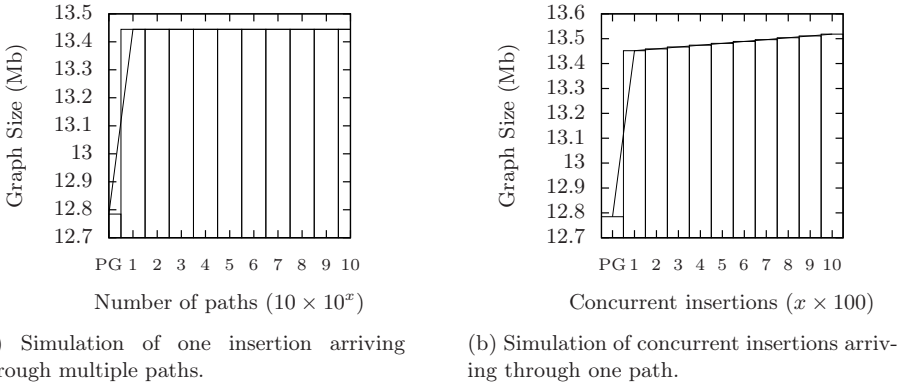 13.5
13.4
13.3
13.2
13.1
13
12.9
12.8
12.7
Graph Size (Mb)
PG 1 2 3 4 5 6 7 8 9 10
Number of paths (10 × 10^x)
) Simulation of one insertion arriving
rough multiple paths.
13.6
13.5
13.4
13.3
13.2
13.1
13
12.9
12.8
12.7
Graph Size (Mb)
PG 1 2 3 4 5 6 7 8 9 10
Concurrent insertions (x × 100)
(b) Simulation of concurrent insertions arriv-
ing through one path.